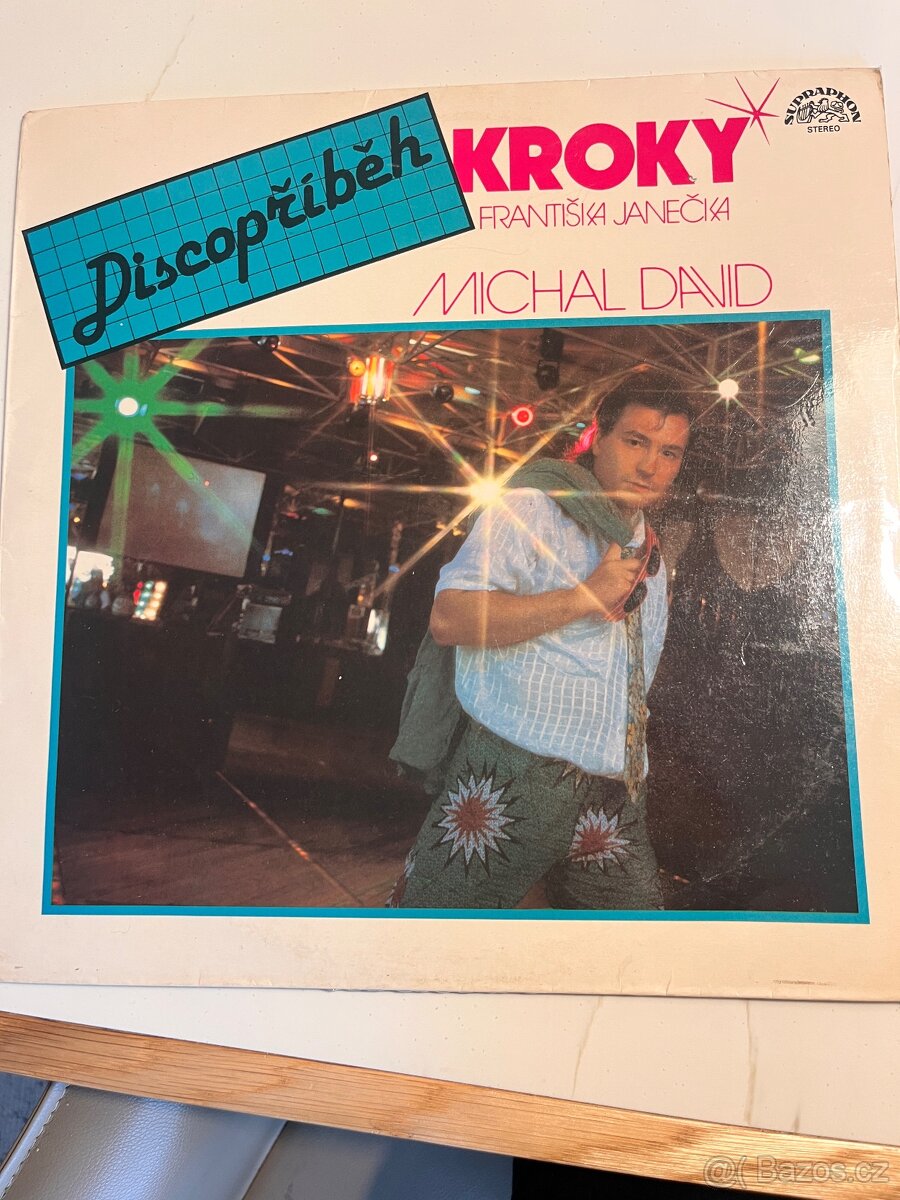 Discopříběh
KROKY
FRANTIŠKA JANEČKA
MICHAL DAVID
SUPRAPHON
STEREO
@( Bazos.cz